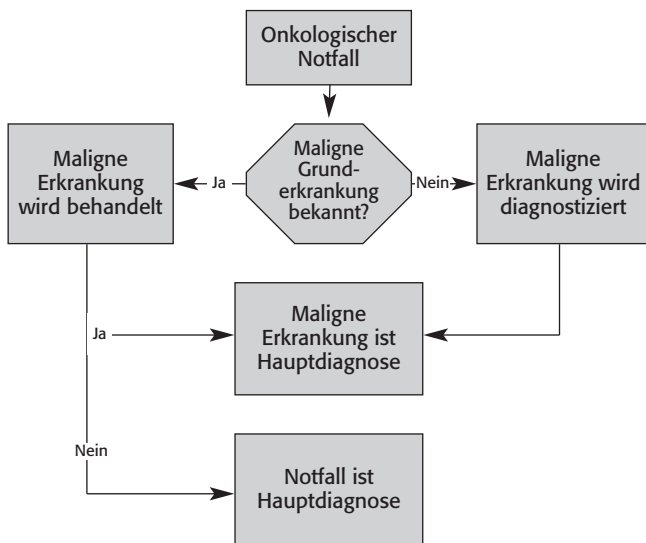 Onkologischer
Notfall
Maligne
Erkrankung
wird behandelt
Ja
Maligne
Grund-
erkrankung
bekannt?
Nein
Maligne
Erkrankung wird
diagnostiziert
Ja
Maligne
Erkrankung ist
Hauptdiagnose
Nein
Notfall ist
Hauptdiagnose